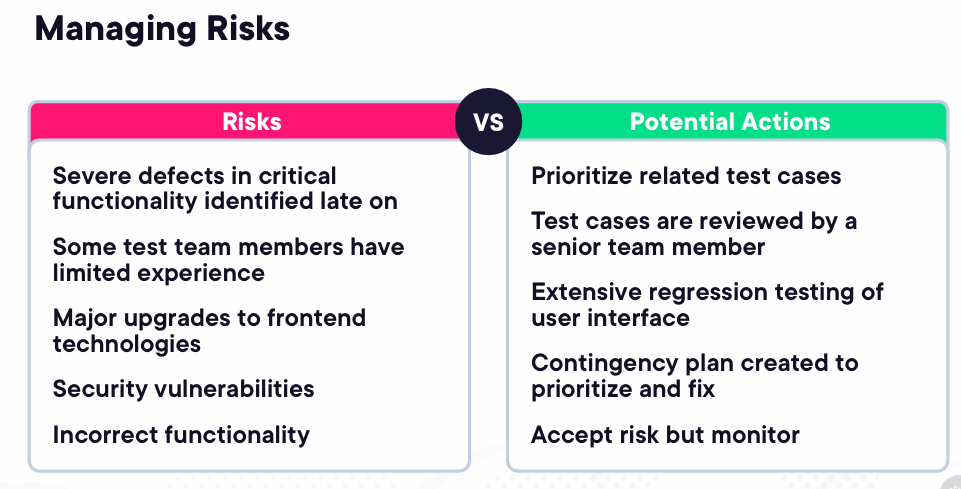 Managing Risks
Risks
VS
Potential Actions
Severe defects in critical
functionality identified late on
Some test team members have
limited experience
Major upgrades to frontend
technologies
Security vulnerabilities
Incorrect functionality
Prioritize related test cases
Test cases are reviewed by a
senior team member
Extensive regression testing of
user interface
Contingency plan created to
prioritize and fix
Accept risk but monitor